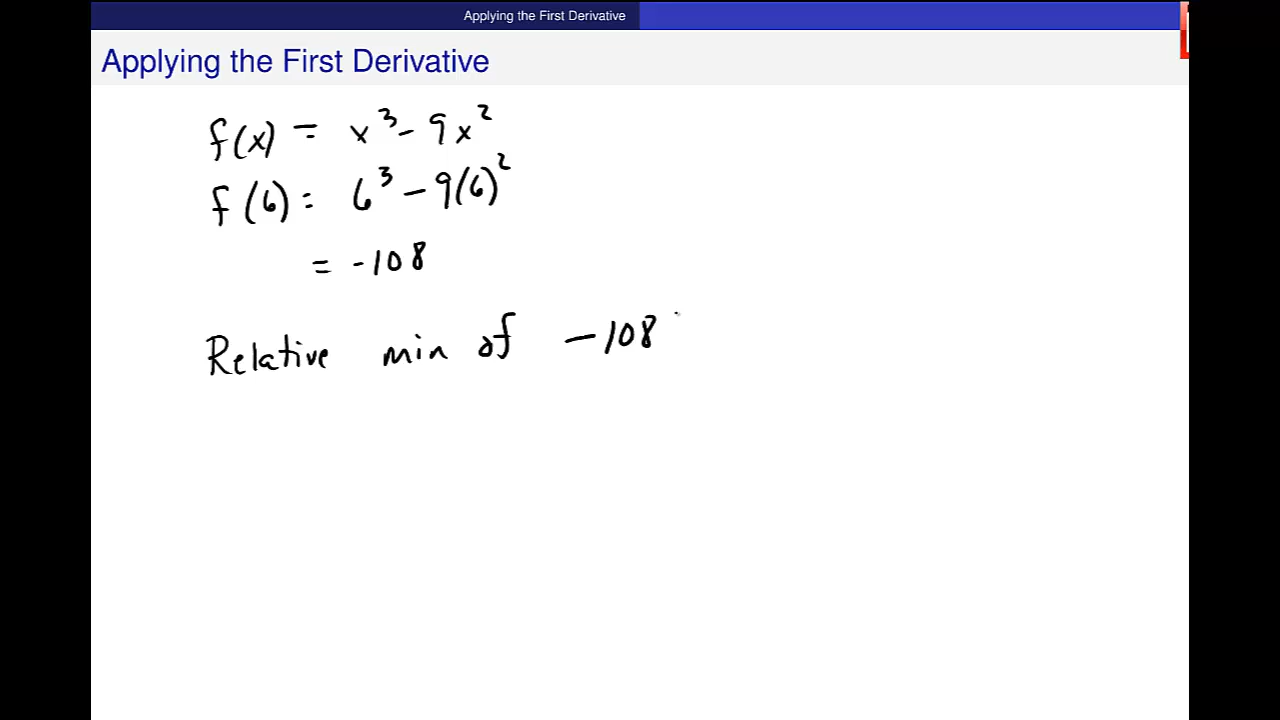 Applying the First Derivative
Applying the First Derivative
f(x) = x³ - 9x²
f(6) = 6³ - 9(6)²
= -108
Relative min of -108